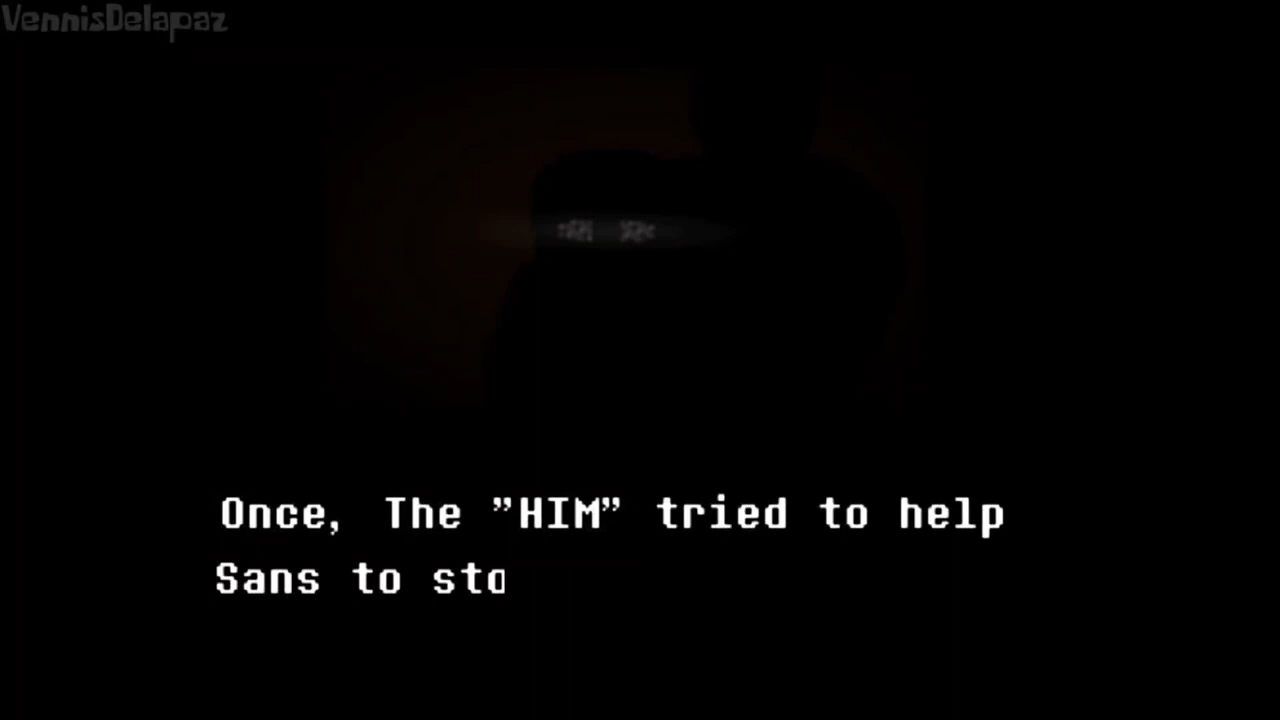 VennisDelapaz
Once, The "HIM" tried to help
Sans to sto